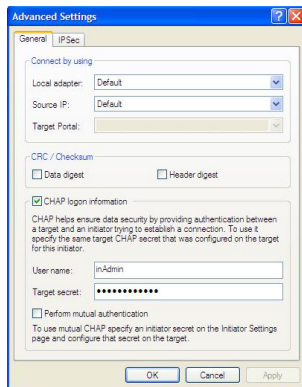 Advanced Settings
General IPSec
Connect by using
Local adapter: Default
Source IP: Default
Target Portal:
CRC / Checksum
Data digest Header digest
CHAP logon information
CHAP helps ensure data security by providing authentication between
a target and an initiator trying to establish a connection. To use it
specify the same target CHAP secret that was configured on the target
for this initiator.
User name: inAdmin
Target secret: ●●●●●●●●●●●●
Perform mutual authentication
To use mutual CHAP specify an initiator secret on the Initiator Settings
page and configure that secret on the target.
OK Cancel Apply